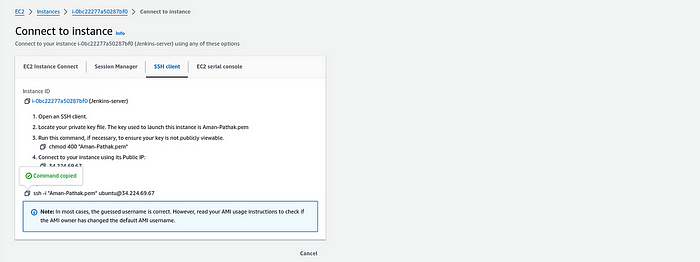 EC2 > Instances > i-0bc22277a50287bf0 > Connect to instance
Connect to instance Info
Connect to your instance i-0bc22277a50287bf0 (Jenkins-server) using any of these options
EC2 Instance Connect Session Manager SSH client EC2 serial console
Instance ID
i-0bc22277a50287bf0 (Jenkins-server)
1. Open an SSH client.
2. Locate your private key file. The key used to launch this instance is Aman-Pathak.pem
3. Run this command, if necessary, to ensure your key is not publicly viewable.
chmod 400 "Aman-Pathak.pem"
4. Connect to your instance using its Public IP:
34.224.69.67
Command copied
ssh -i "Aman-Pathak.pem" ubuntu@34.224.69.67
Note: In most cases, the guessed username is correct. However, read your AMI usage instructions to check if
the AMI owner has changed the default AMI username.
Cancel